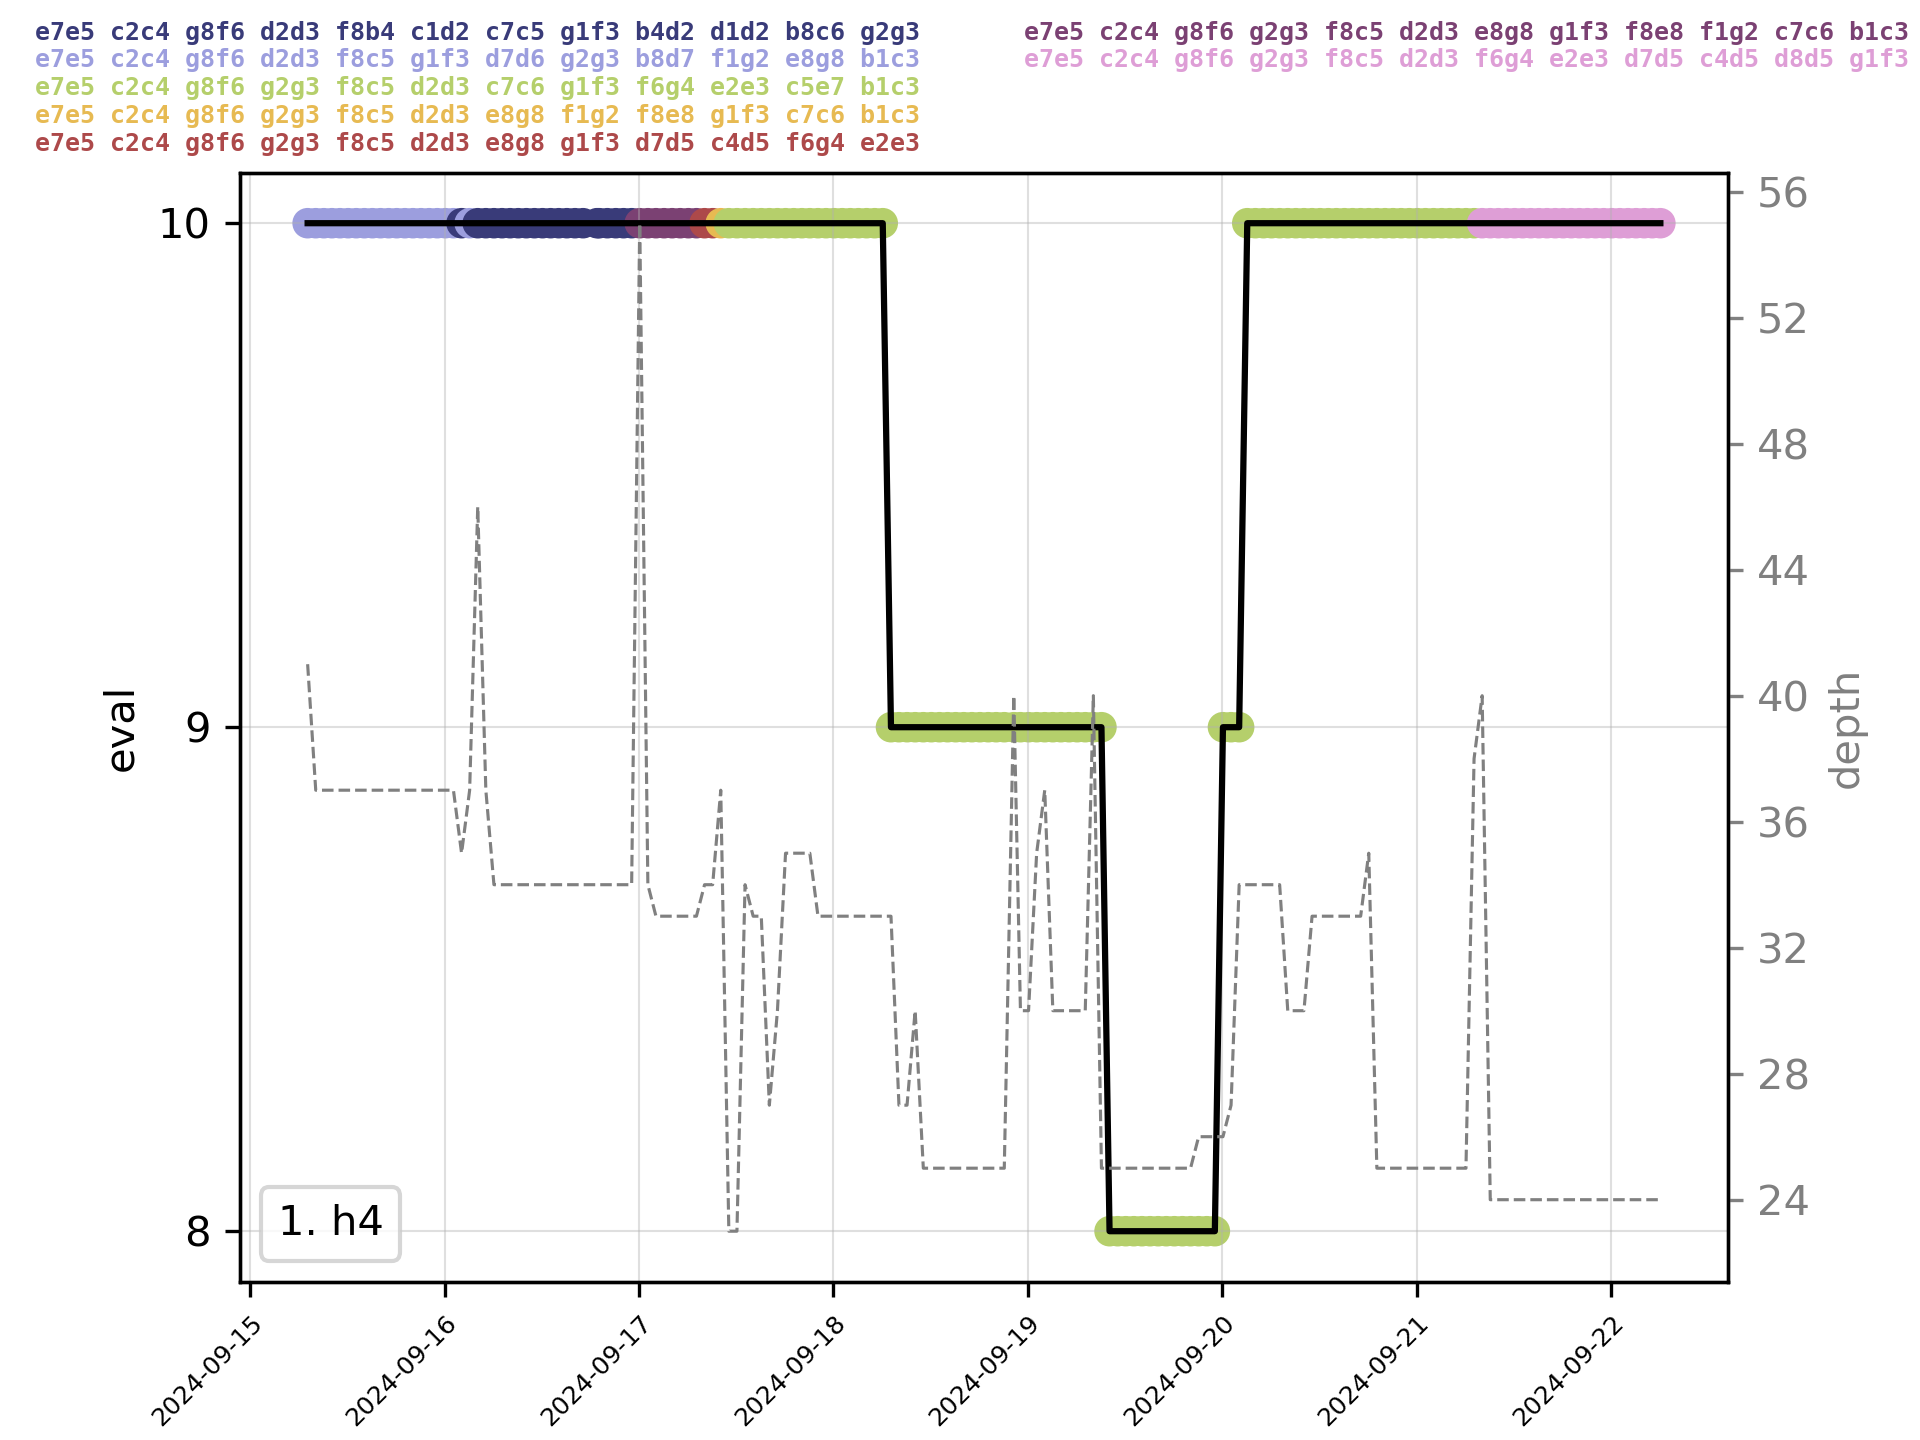 e7e5 c2c4 g8f6 d2d3 f8b4 c1d2 c7c5 g1f3 b4d2 d1d2 b8c6 g2g3
e7e5 c2c4 g8f6 d2d3 f8c5 g1f3 d7d6 g2g3 b8d7 f1g2 e8g8 b1c3
e7e5 c2c4 g8f6 g2g3 f8c5 d2d3 c7c6 g1f3 f6g4 e2e3 c5e7 b1c3
e7e5 c2c4 g8f6 g2g3 f8c5 d2d3 e8g8 f1g2 f8e8 g1f3 c7c6 b1c3
e7e5 c2c4 g8f6 g2g3 f8c5 d2d3 e8g8 g1f3 d7d5 c4d5 f6g4 e2e3
e7e5 c2c4 g8f6 g2g3 f8c5 d2d3 e8g8 g1f3 f8e8 f1g2 c7c6 b1c3
e7e5 c2c4 g8f6 g2g3 f8c5 d2d3 f6g4 e2e3 d7d5 c4d5 d8d5 g1f3
10
9
8
eval
56
52
48
44
40
36
32
28
24
depth
1. h4
2024-09-15
2024-09-16
2024-09-17
2024-09-18
2024-09-19
2024-09-20
2024-09-21
2024-09-22